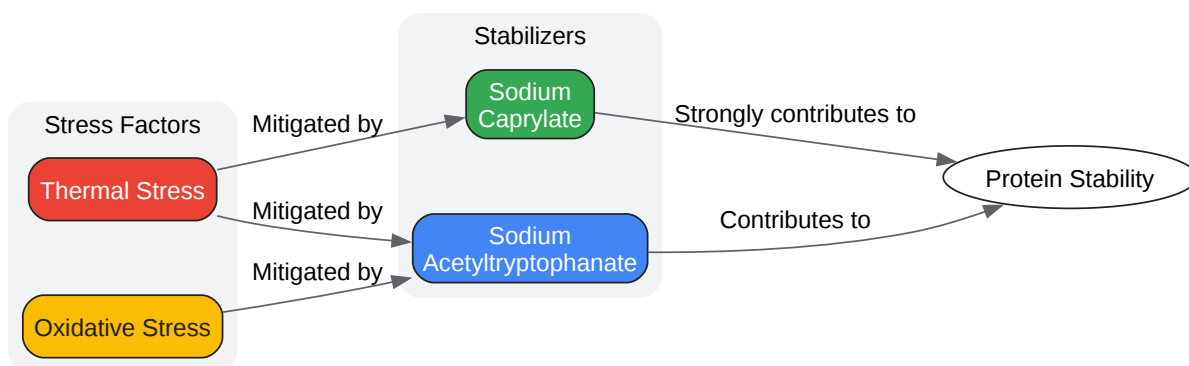 Stress Factors
Thermal Stress
Oxidative Stress
Mitigated by
Mitigated by
Mitigated by
Stabilizers
Sodium
Caprylate
Sodium
Acetyltryptophanate
Strongly contributes to
Contributes to
Protein Stability